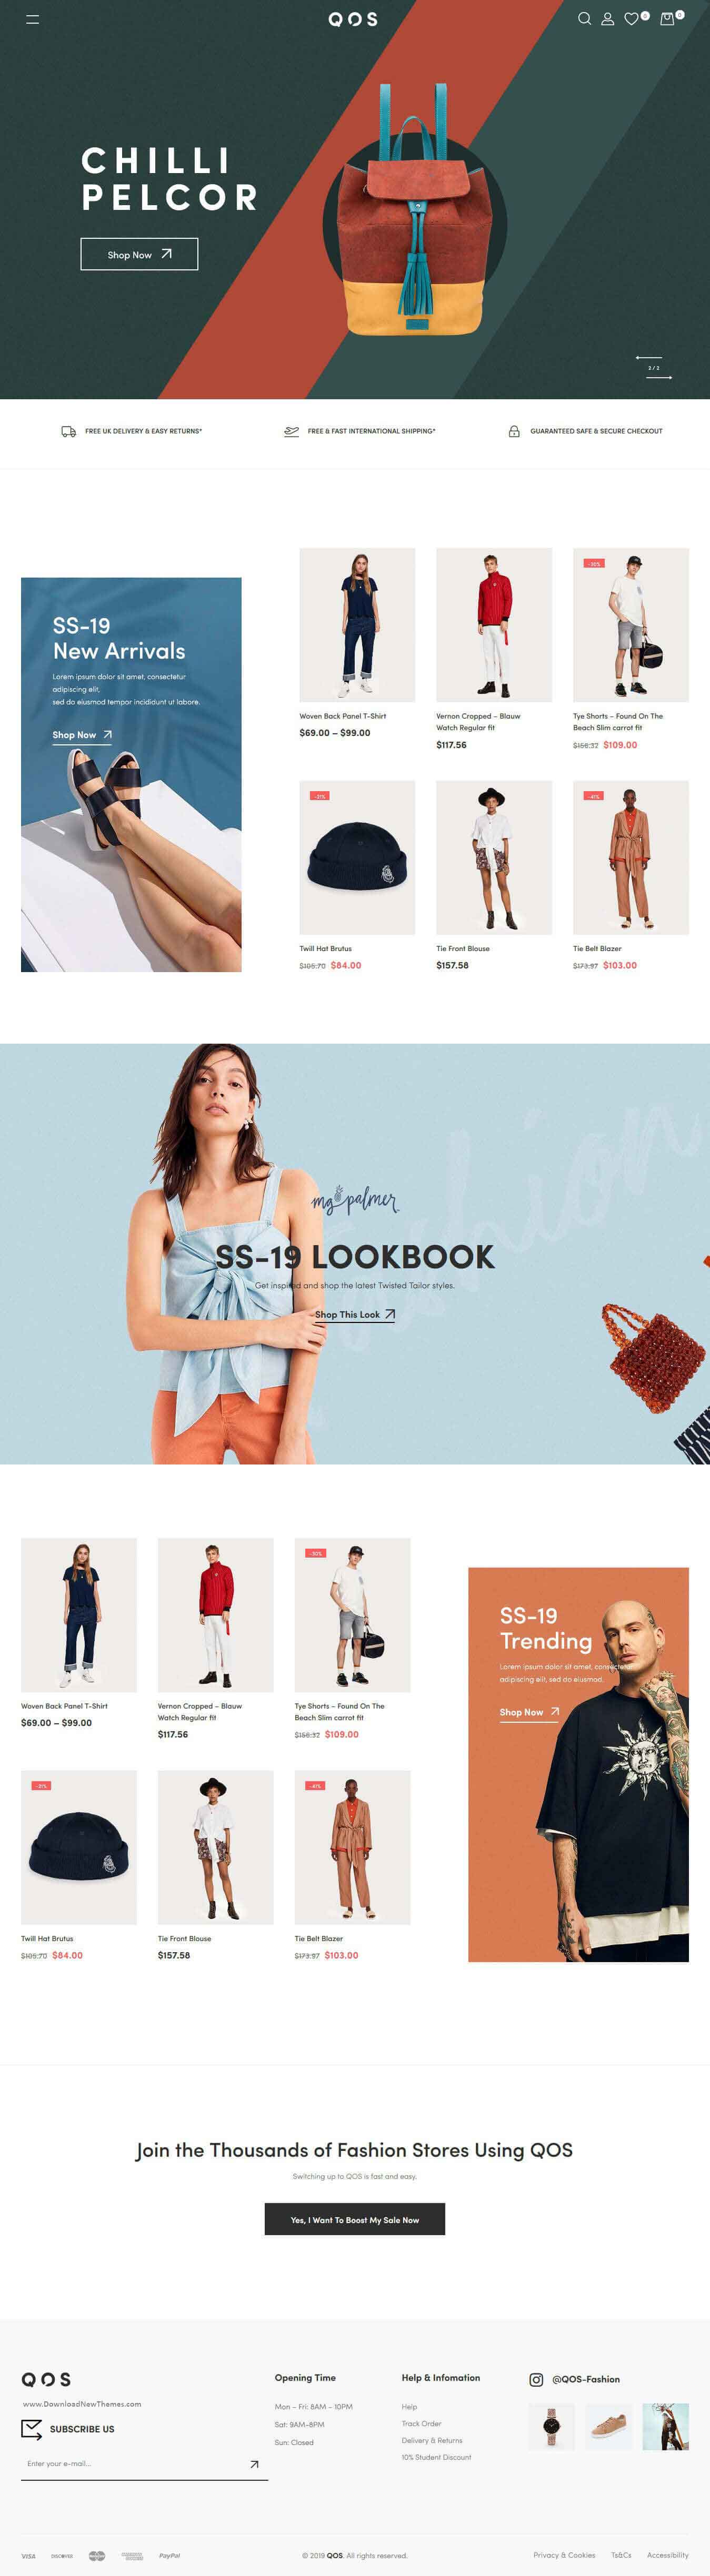 QOS
0
0
CHILLI
PELCOR
Shop Now
2 / 2
FREE UK DELIVERY & EASY RETURNS*
FREE & FAST INTERNATIONAL SHIPPING*
GUARANTEED SAFE & SECURE CHECKOUT
SS-19
New Arrivals
Lorem ipsum dolor sit amet, consectetur
adipiscing elit,
sed do eiusmod tempor incididunt ut labore.
Shop Now
-30%
Woven Back Panel T-Shirt
$69.00 – $99.00
Vernon Cropped – Blauw
Watch Regular fit
$117.56
Tye Shorts – Found On The
Beach Slim carrot fit
$156.32 $109.00
-21%
-41%
Twill Hat Brutus
$105.70 $84.00
Tie Front Blouse
$157.58
Tie Belt Blazer
$173.97 $103.00
fashion
mg palmer
SS-19 LOOKBOOK
Get inspired and shop the latest Twisted Tailor styles.
Shop This Look
-30%
Woven Back Panel T-Shirt
$69.00 – $99.00
Vernon Cropped – Blauw
Watch Regular fit
$117.56
Tye Shorts – Found On The
Beach Slim carrot fit
$156.32 $109.00
-21%
-41%
Twill Hat Brutus
$105.70 $84.00
Tie Front Blouse
$157.58
Tie Belt Blazer
$173.97 $103.00
SS-19
Trending
Lorem ipsum dolor sit amet, consectetur
adipiscing elit, sed do eiusmod.
Shop Now
Join the Thousands of Fashion Stores Using QOS
Switching up to QOS is fast and easy.
Yes, I Want To Boost My Sale Now
QOS
www.DownloadNewThemes.com
SUBSCRIBE US
Enter your e-mail...
Opening Time
Mon – Fri: 8AM – 10PM
Sat: 9AM-8PM
Sun: Closed
Help & Infomation
Help
Track Order
Delivery & Returns
10% Student Discount
@QOS-Fashion
VISA
DISCOVER
PayPal
© 2019 QOS. All rights reserved.
Privacy & Cookies
Ts&Cs
Accessibility